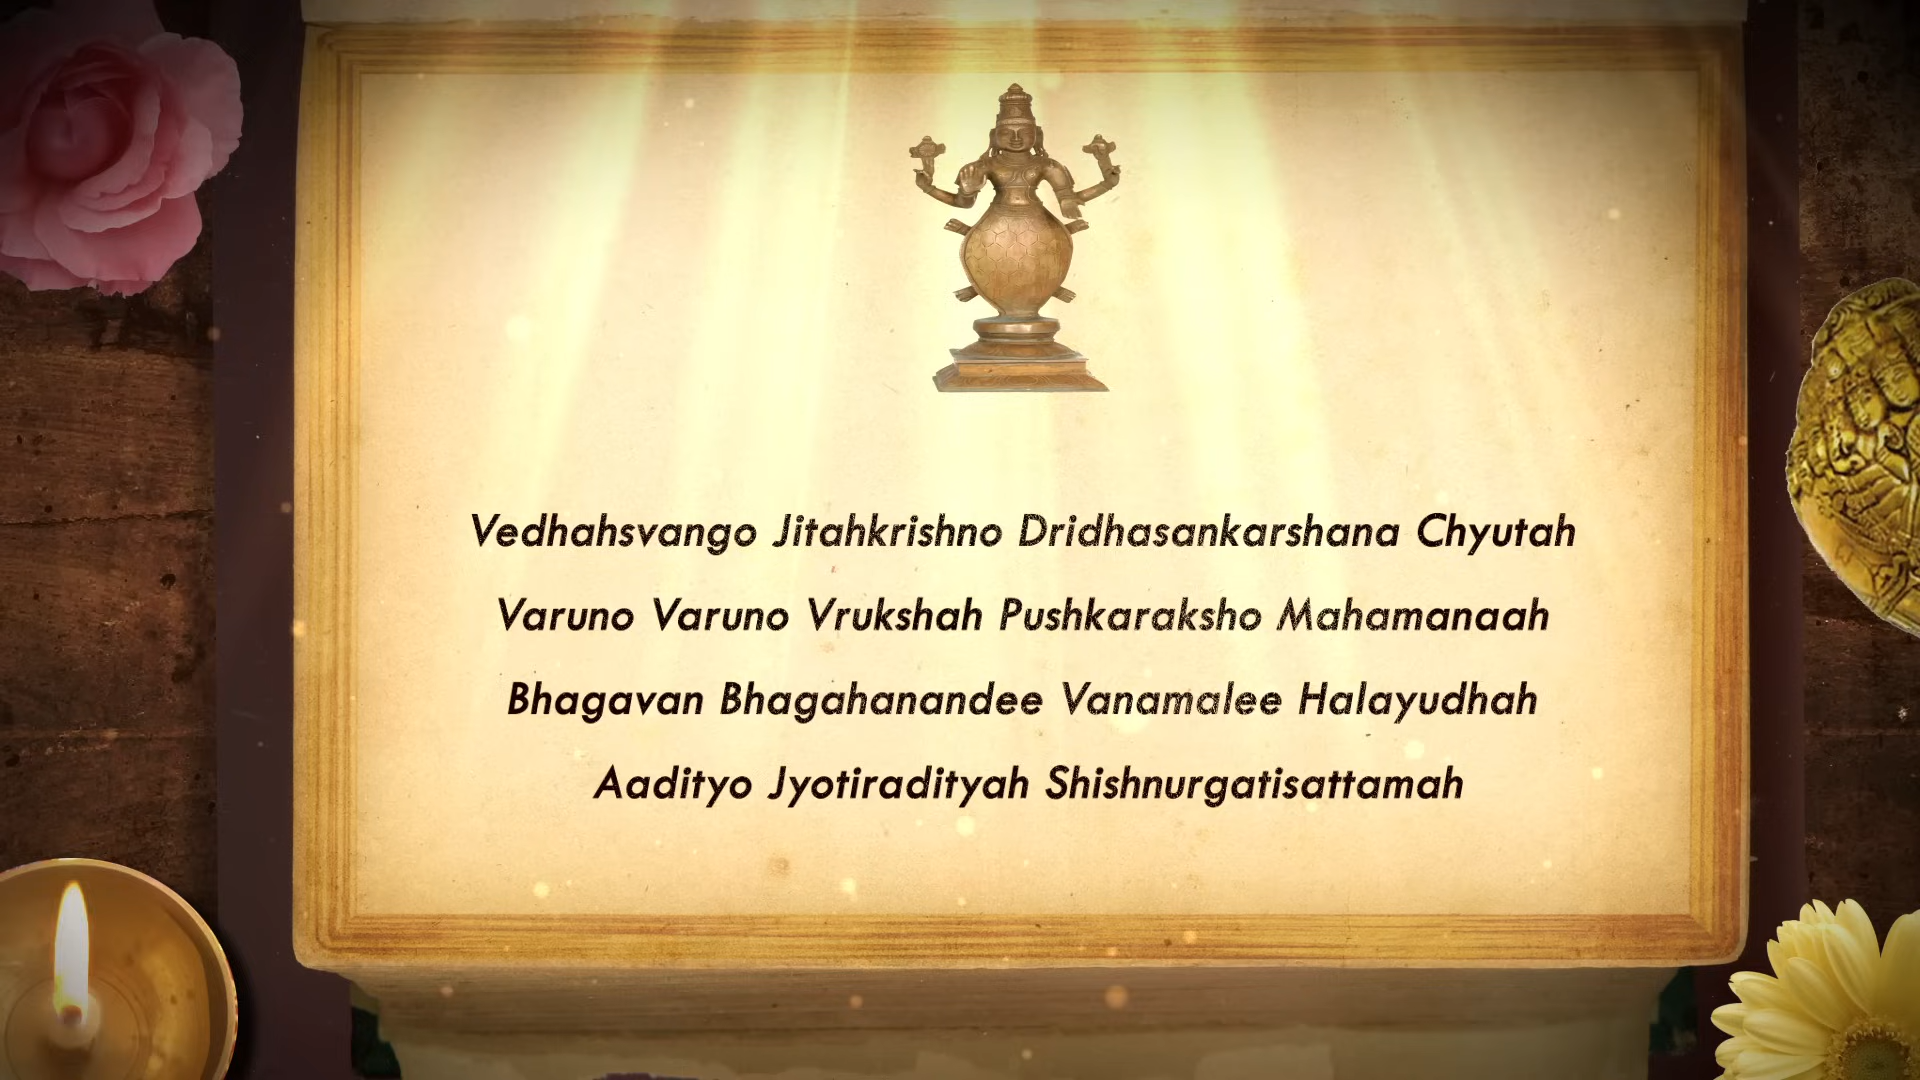 Vedhahsvango Jitahkrishno Dridhasankarshana Chyutah
Varuno Varuno Vrukshah Pushkaraksho Mahamanaah
Bhagavan Bhagahanandee Vanamalee Halayudhah
Aadityo Jyotiradityah Shishnurgatisattamah